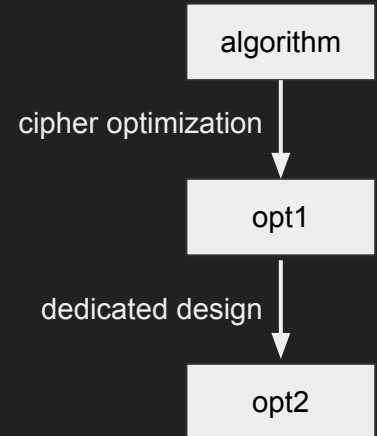 algorithm
cipher optimization
opt1
dedicated design
opt2